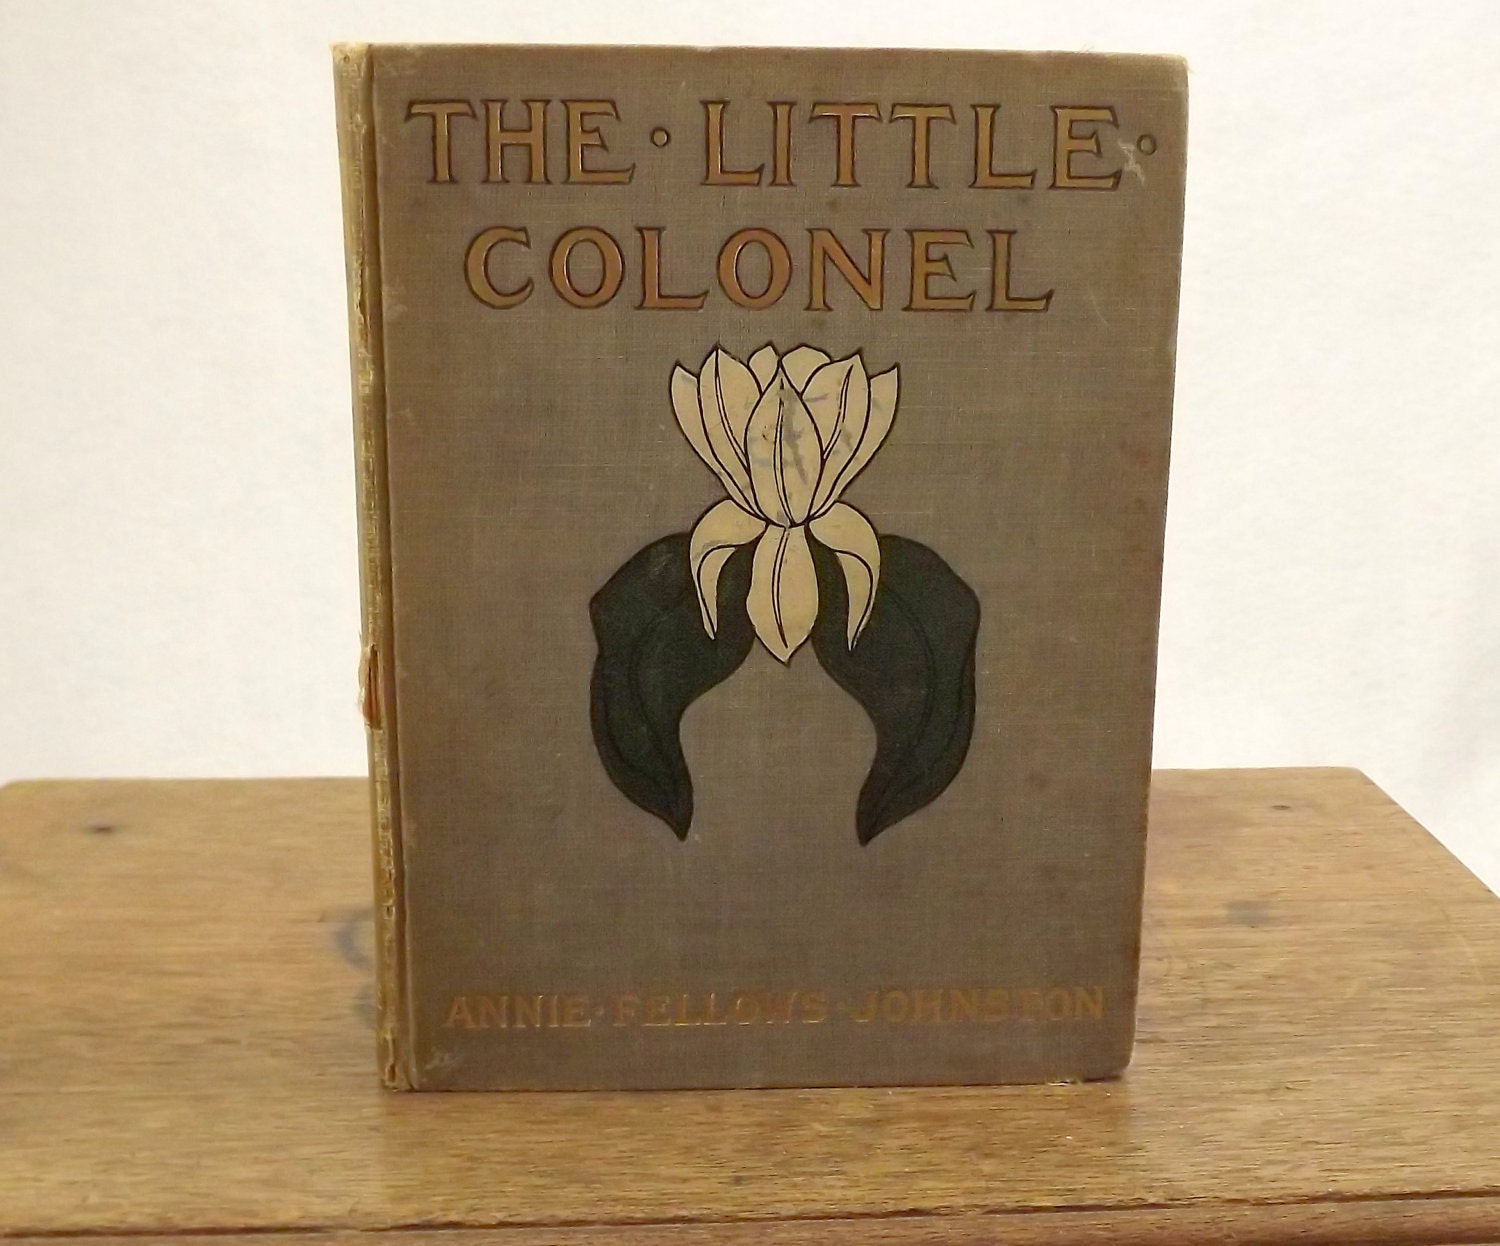 THE · LITTLE ·
COLONEL
ANNIE · FELLOWS · JOHNSTON